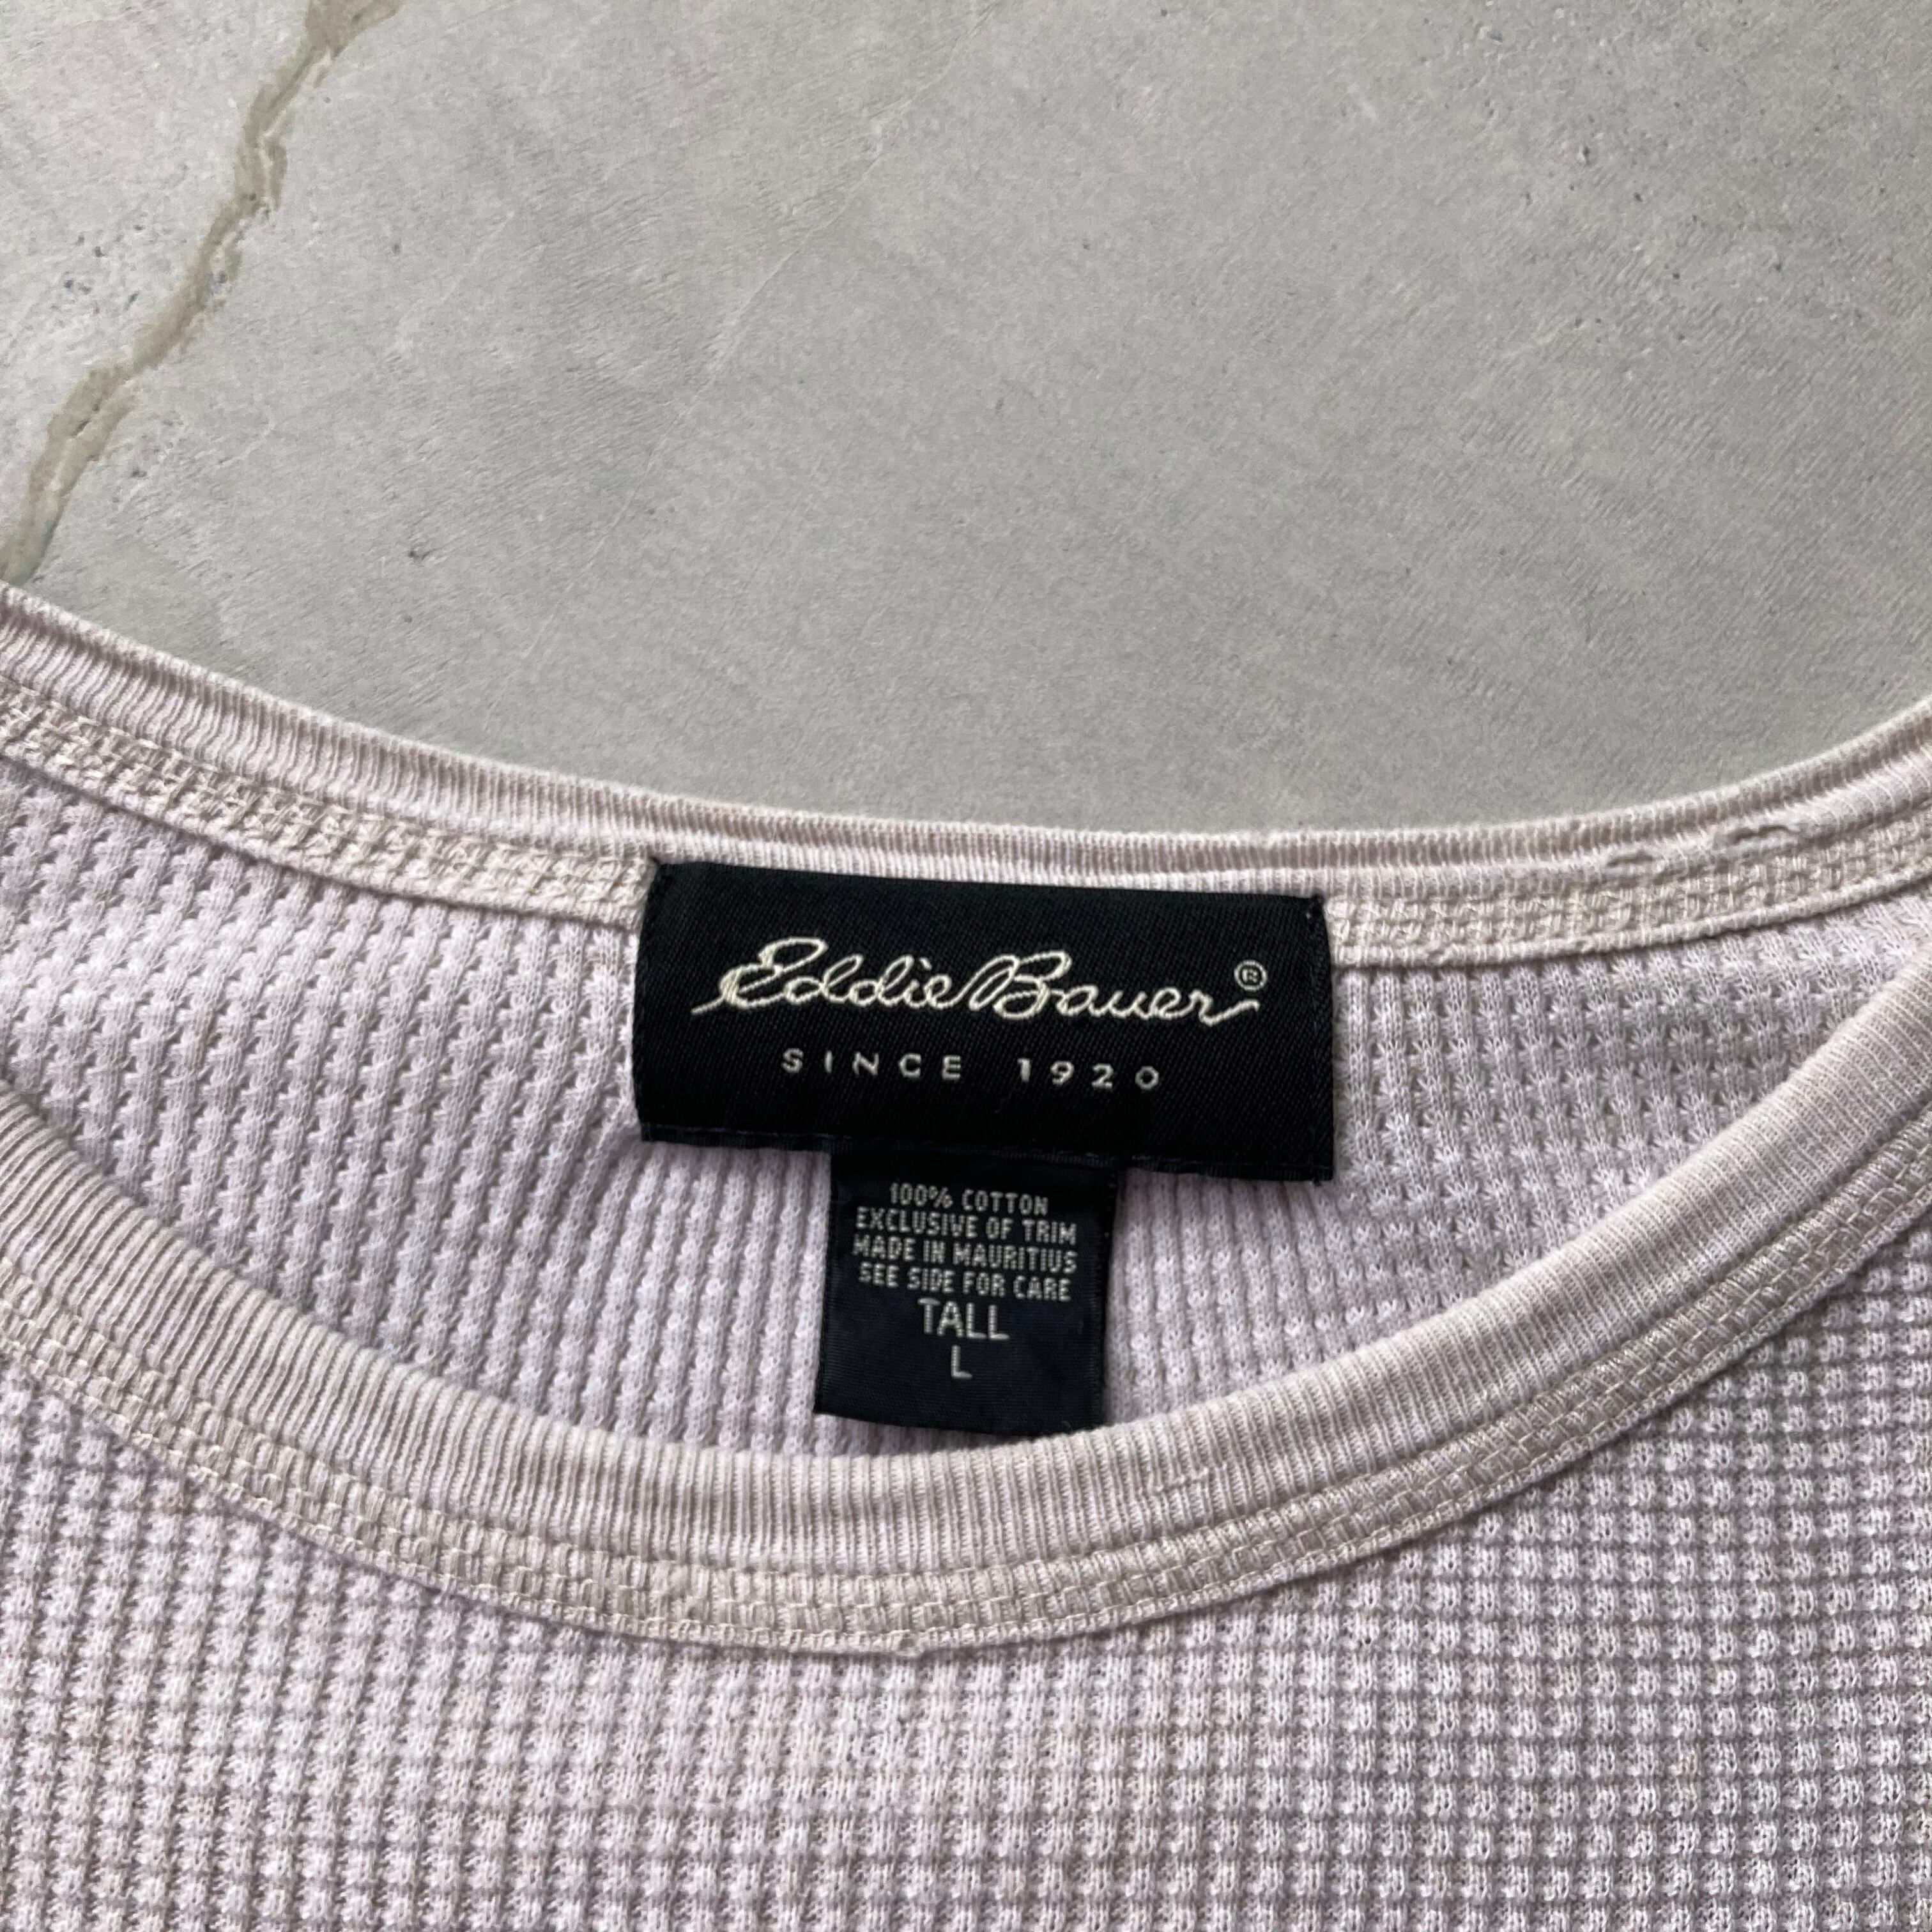 Eddie Bauer®
SINCE 1920
100% COTTON
EXCLUSIVE OF TRIM
MADE IN MAURITIUS
SEE SIDE FOR CARE
TALL
L